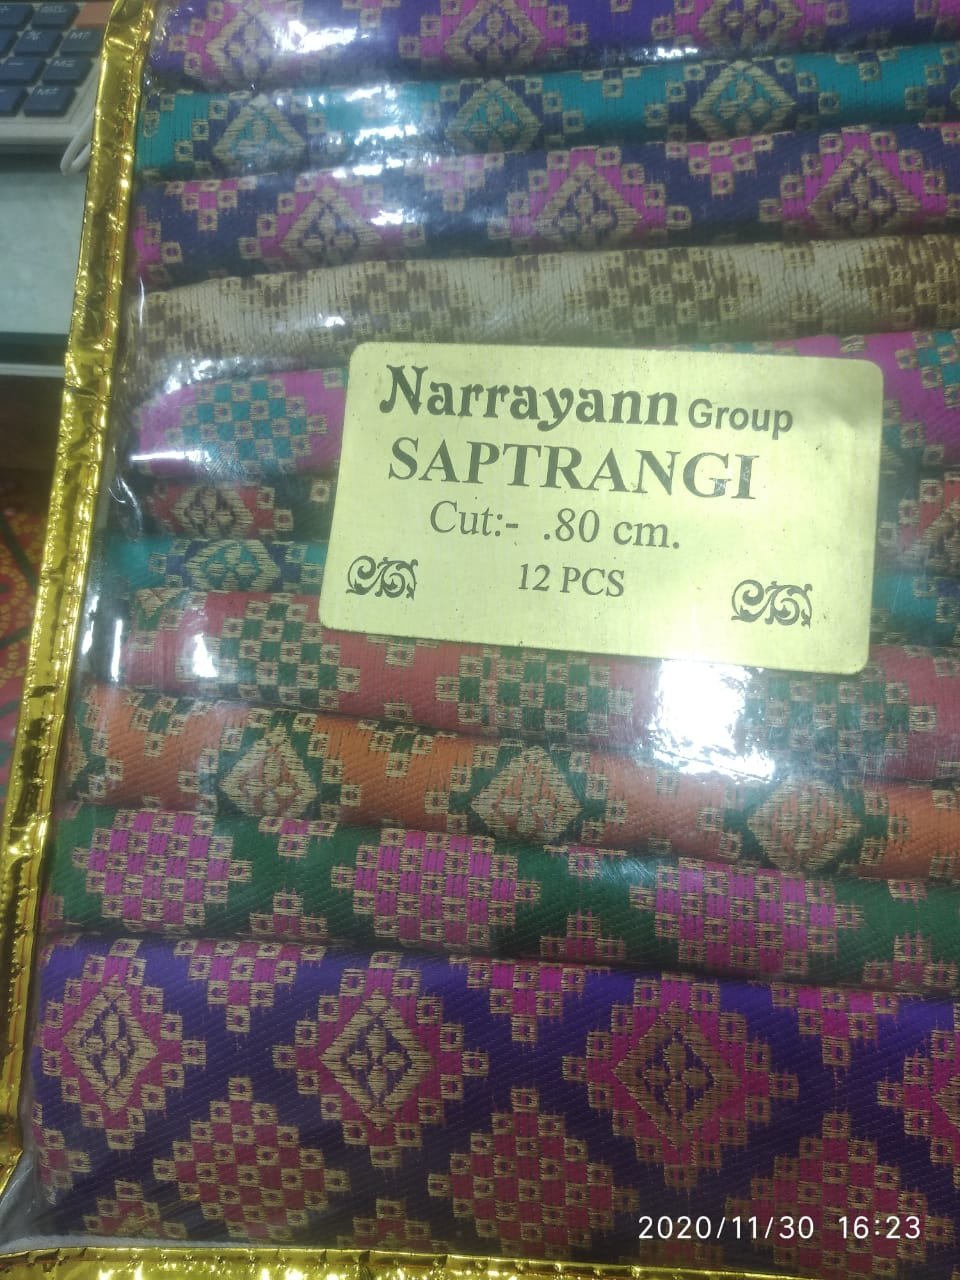 Narrayann Group
SAPTRANGI
Cut:- .80 cm.
12 PCS
2020/11/30 16:23